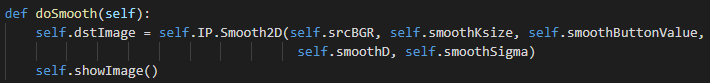 def doSmooth(self):
    self.dstImage = self.IP.Smooth2D(self.srcBGR, self.smoothKsize, self.smoothButtonValue,
                                     self.smoothD, self.smoothSigma)
    self.showImage()